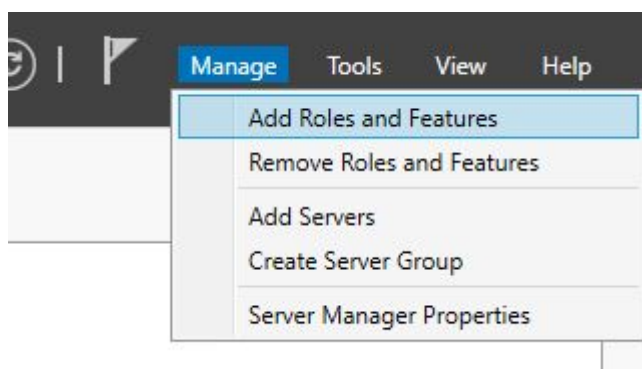 Manage Tools View Help
Add Roles and Features
Remove Roles and Features
Add Servers
Create Server Group
Server Manager Properties